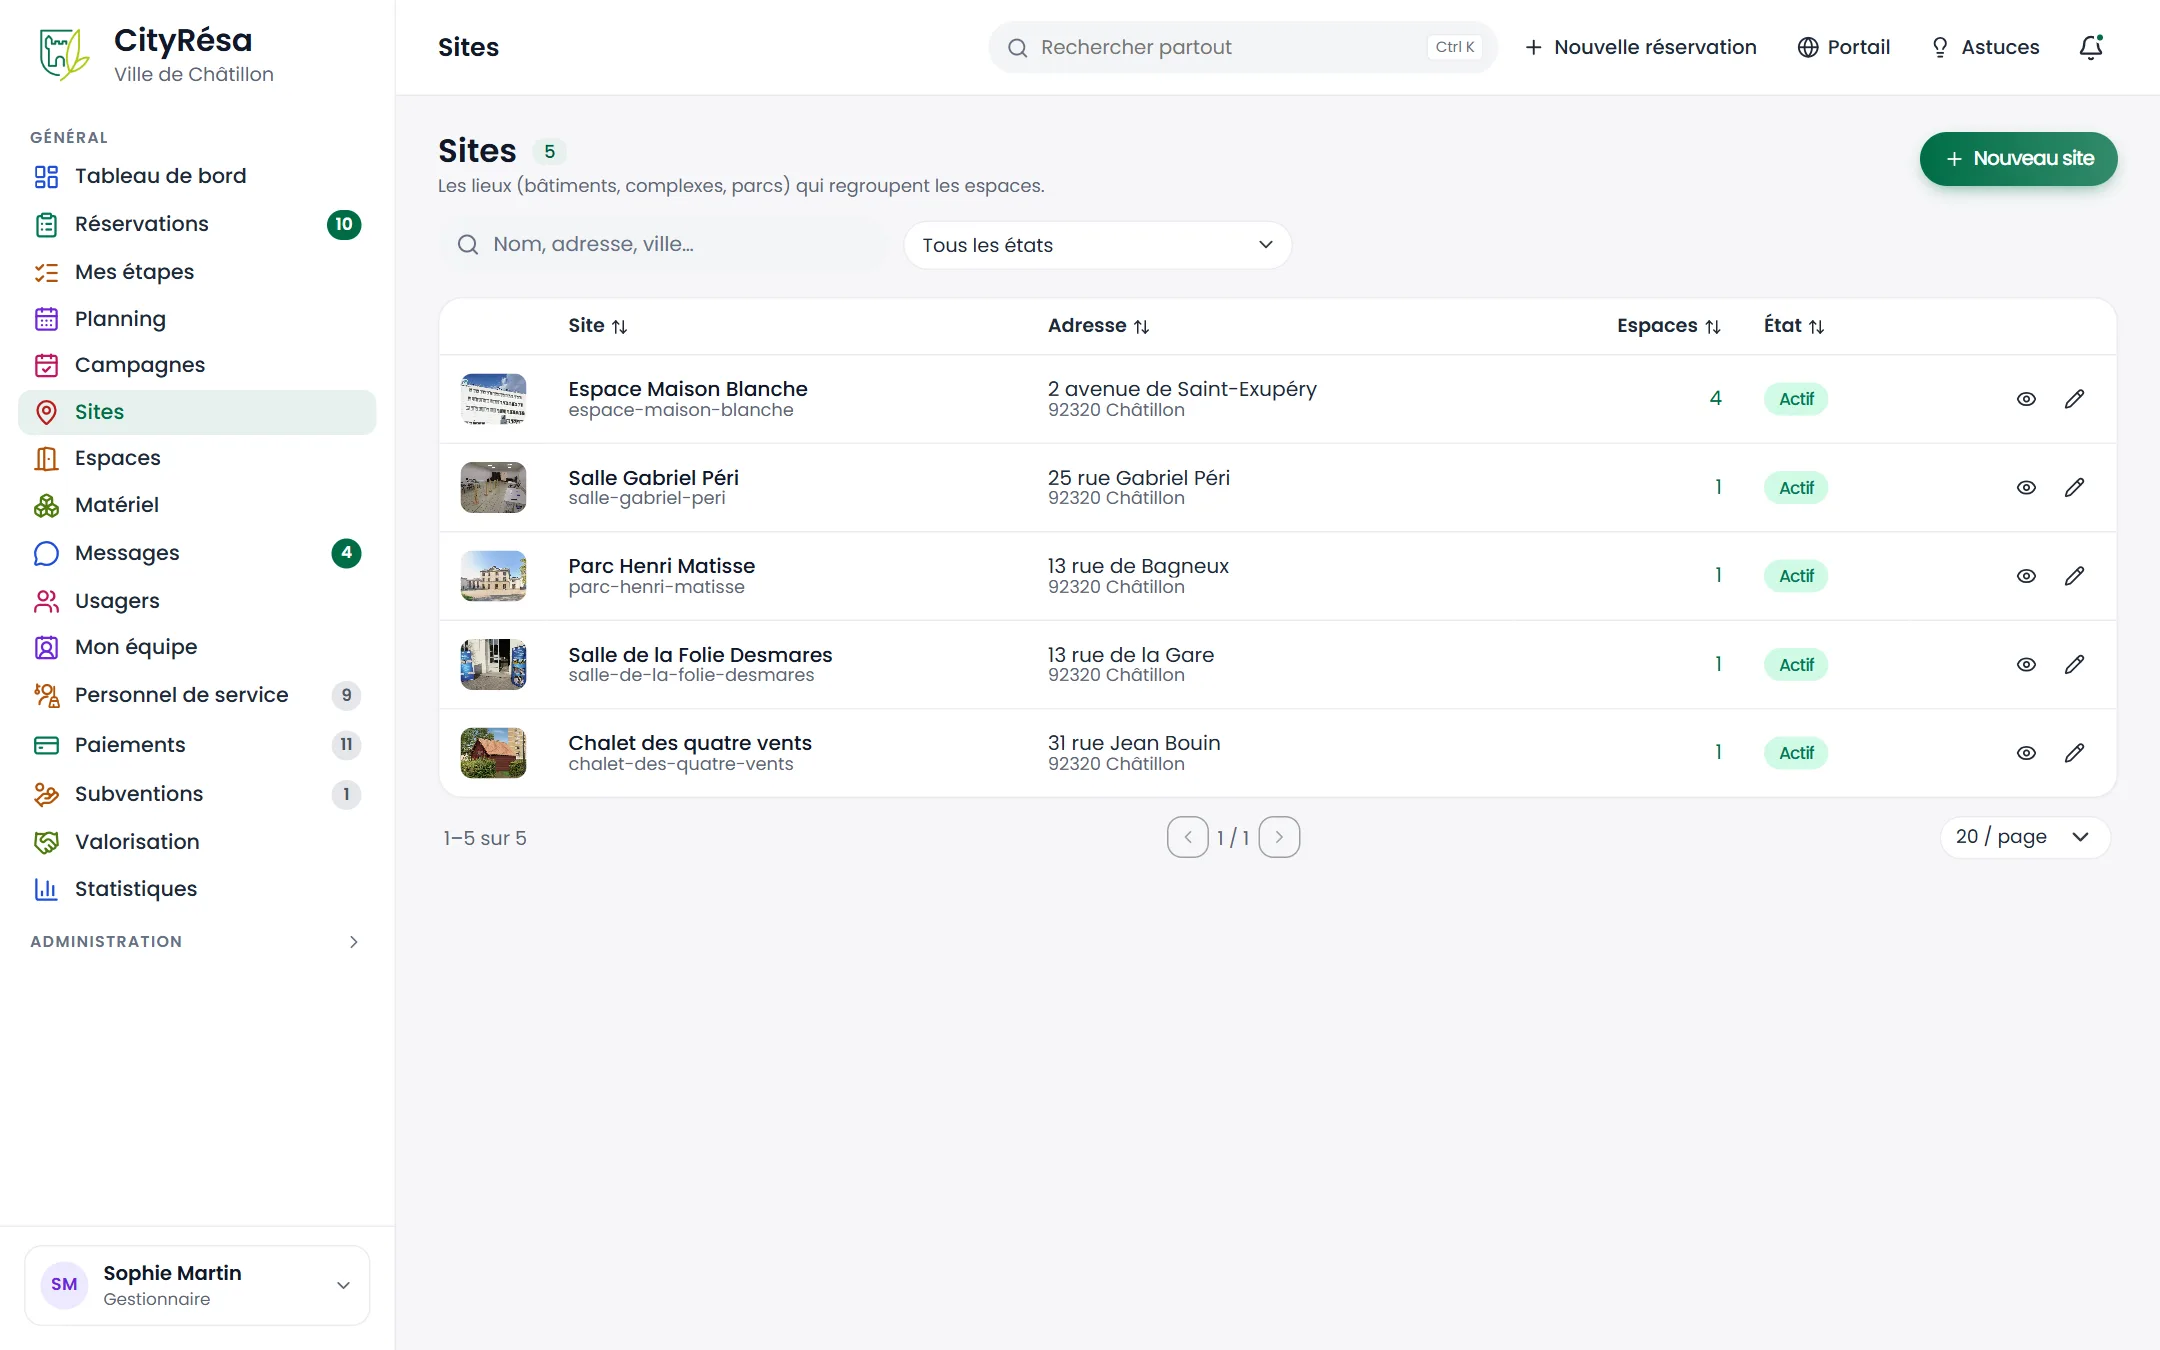 CityRésa
Ville de Châtillon
GÉNÉRAL
Tableau de bord
Réservations 10
Mes étapes
Planning
Campagnes
Sites
Espaces
Matériel
Messages 4
Usagers
Mon équipe
Personnel de service 9
Paiements 11
Subventions 1
Valorisation
Statistiques
ADMINISTRATION
SM
Sophie Martin
Gestionnaire
Sites
Rechercher partout Ctrl K
Nouvelle réservation
Portail
Astuces
Sites 5
Les lieux (bâtiments, complexes, parcs) qui regroupent les espaces.
+ Nouveau site
Nom, adresse, ville...
Tous les états
Site Adresse Espaces État
Espace Maison Blanche 2 avenue de Saint-Exupéry 4 Actif
espace-maison-blanche 92320 Châtillon
Salle Gabriel Péri 25 rue Gabriel Péri 1 Actif
salle-gabriel-peri 92320 Châtillon
Parc Henri Matisse 13 rue de Bagneux 1 Actif
parc-henri-matisse 92320 Châtillon
Salle de la Folie Desmares 13 rue de la Gare 1 Actif
salle-de-la-folie-desmares 92320 Châtillon
Chalet des quatre vents 31 rue Jean Bouin 1 Actif
chalet-des-quatre-vents 92320 Châtillon
1–5 sur 5
1 / 1
20 / page